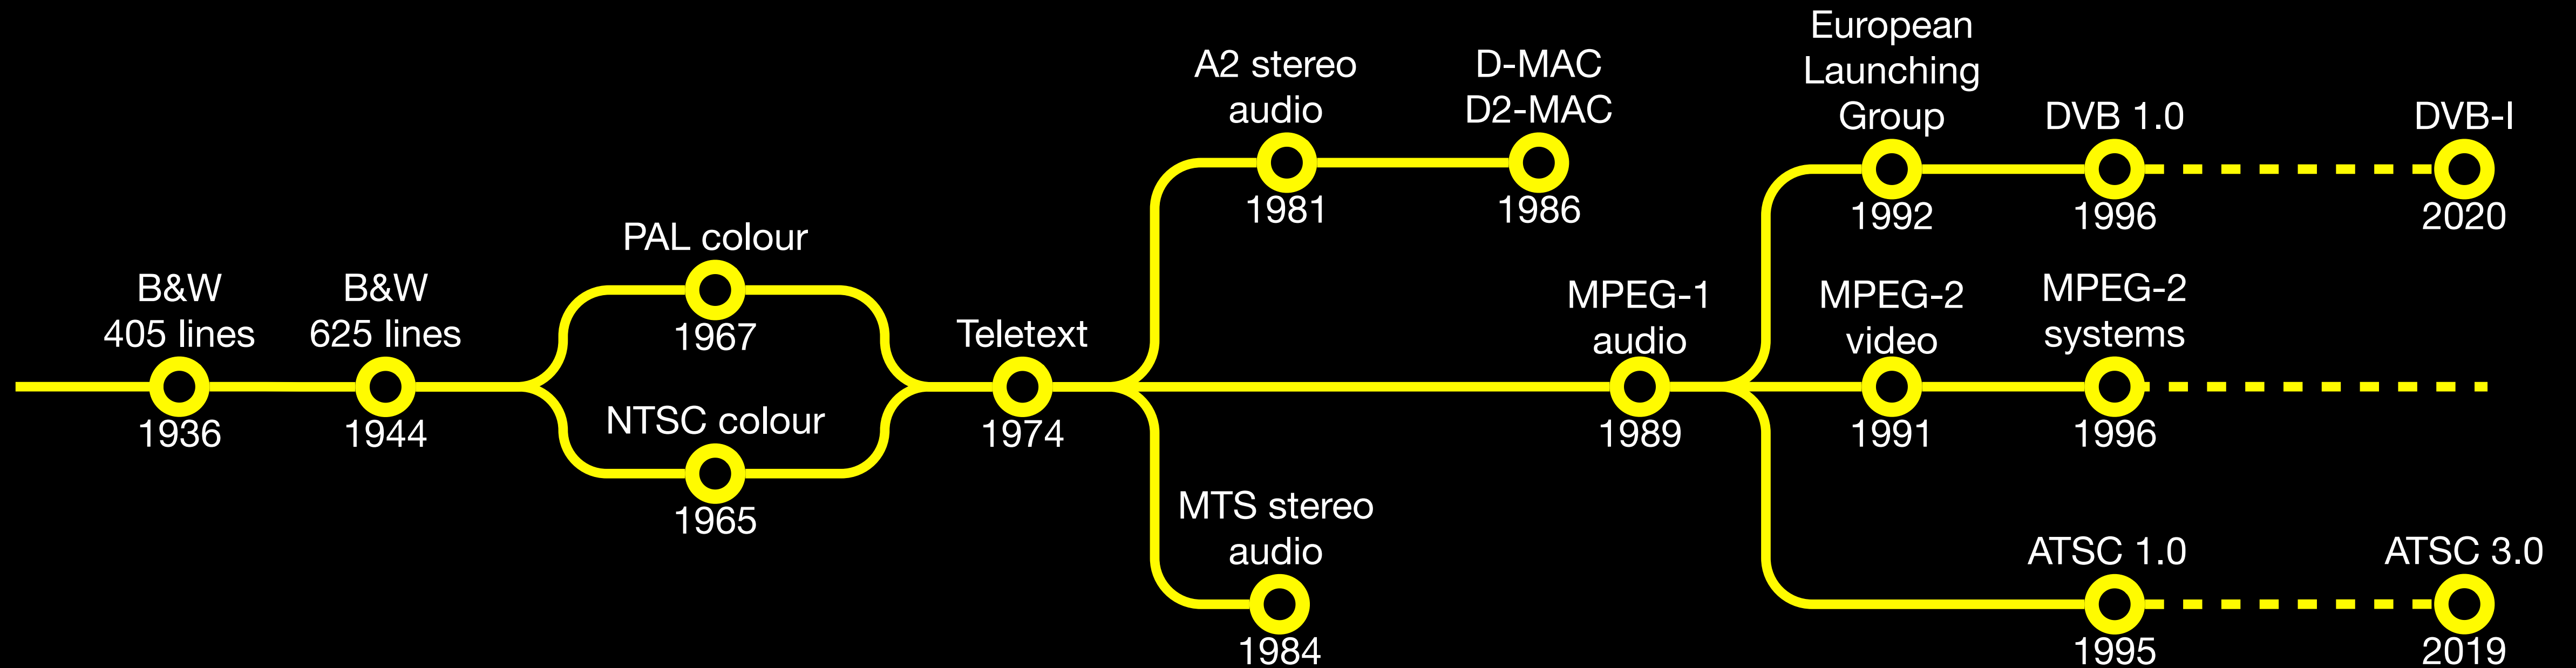 B&W
405 lines
1936
B&W
625 lines
1944
PAL colour
1967
NTSC colour
1965
Teletext
1974
A2 stereo
audio
1981
D-MAC
D2-MAC
1986
MTS stereo
audio
1984
MPEG-1
audio
1989
European
Launching
Group
1992
DVB 1.0
1996
DVB-I
2020
MPEG-2
video
1991
MPEG-2
systems
1996
ATSC 1.0
1995
ATSC 3.0
2019